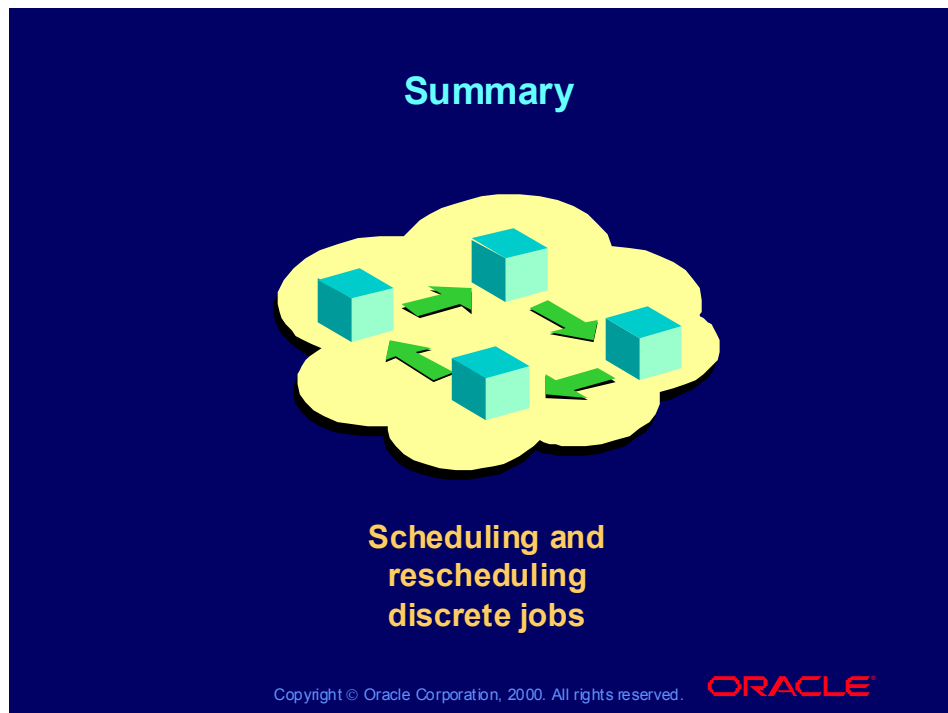 Summary
Scheduling and
rescheduling
discrete jobs
Copyright © Oracle Corporation, 2000. All rights reserved.
ORACLE®